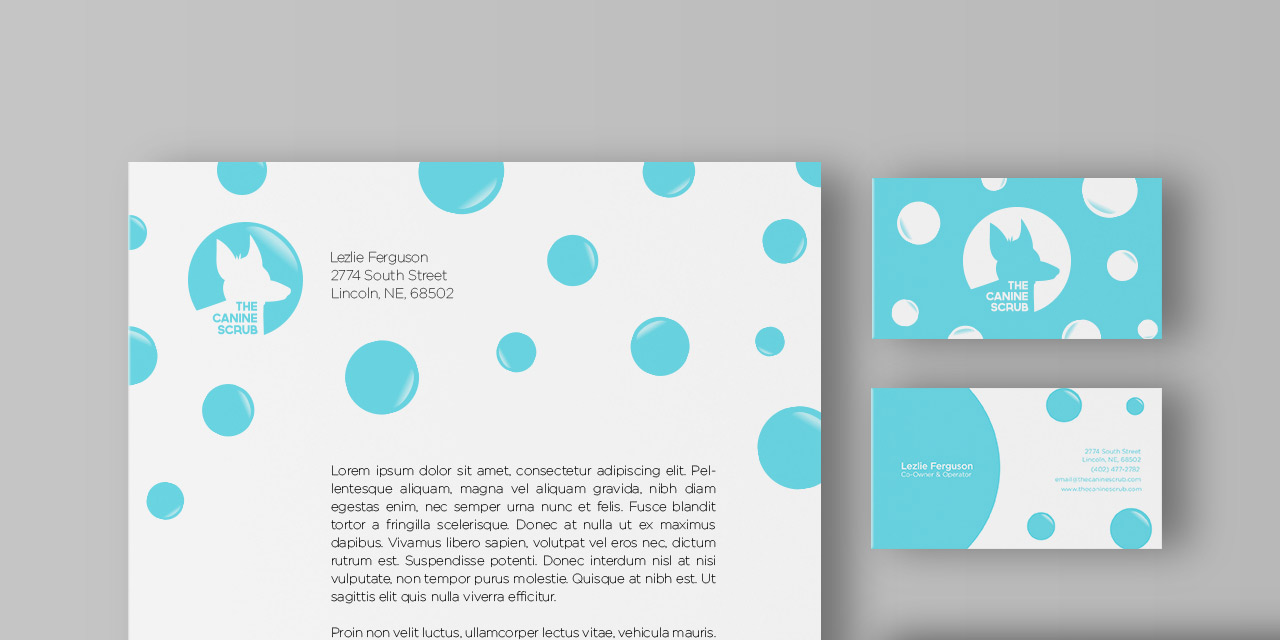 THE
CANINE
SCRUB
Lezlie Ferguson
2774 South Street
Lincoln, NE, 68502
Lorem ipsum dolor sit amet, consectetur adipiscing elit. Pel-
lentesque aliquam, magna vel aliquam gravida, nibh diam
egestas enim, nec semper urna nunc et felis. Fusce blandit
tortor a fringilla scelerisque. Donec at nulla ut ex maximus
dapibus. Vivamus libero sapien, volutpat vel eros nec, dictum
rutrum est. Suspendisse potenti. Donec interdum nisl at nisi
vulputate, non tempor purus molestie. Quisque at nibh est. Ut
sagittis elit quis nulla viverra efficitur.
Proin non velit luctus, ullamcorper lectus vitae, vehicula mauris.
THE
CANINE
SCRUB
Lezlie Ferguson
Co-Owner & Operator
2774 South Street
Lincoln, NE, 68502
(402) 477-2782
email@thecaninescrub.com
www.thecaninescrub.com